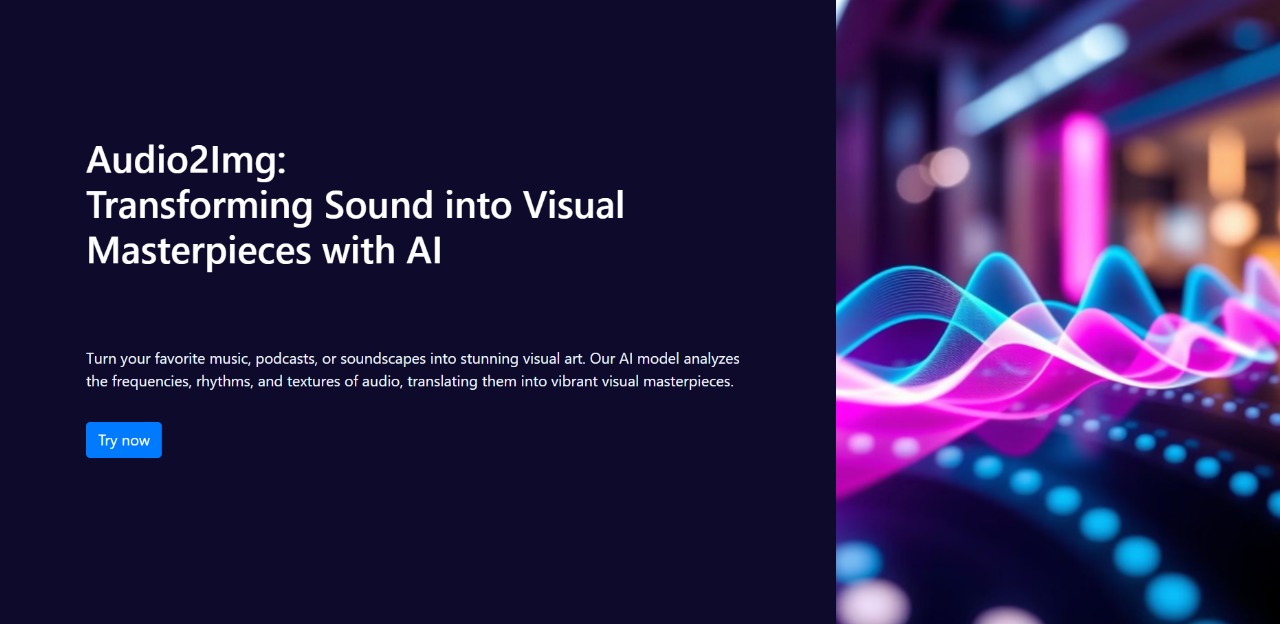 Audio2Img:
Transforming Sound into Visual
Masterpieces with AI
Turn your favorite music, podcasts, or soundscapes into stunning visual art. Our AI model analyzes
the frequencies, rhythms, and textures of audio, translating them into vibrant visual masterpieces.
Try now